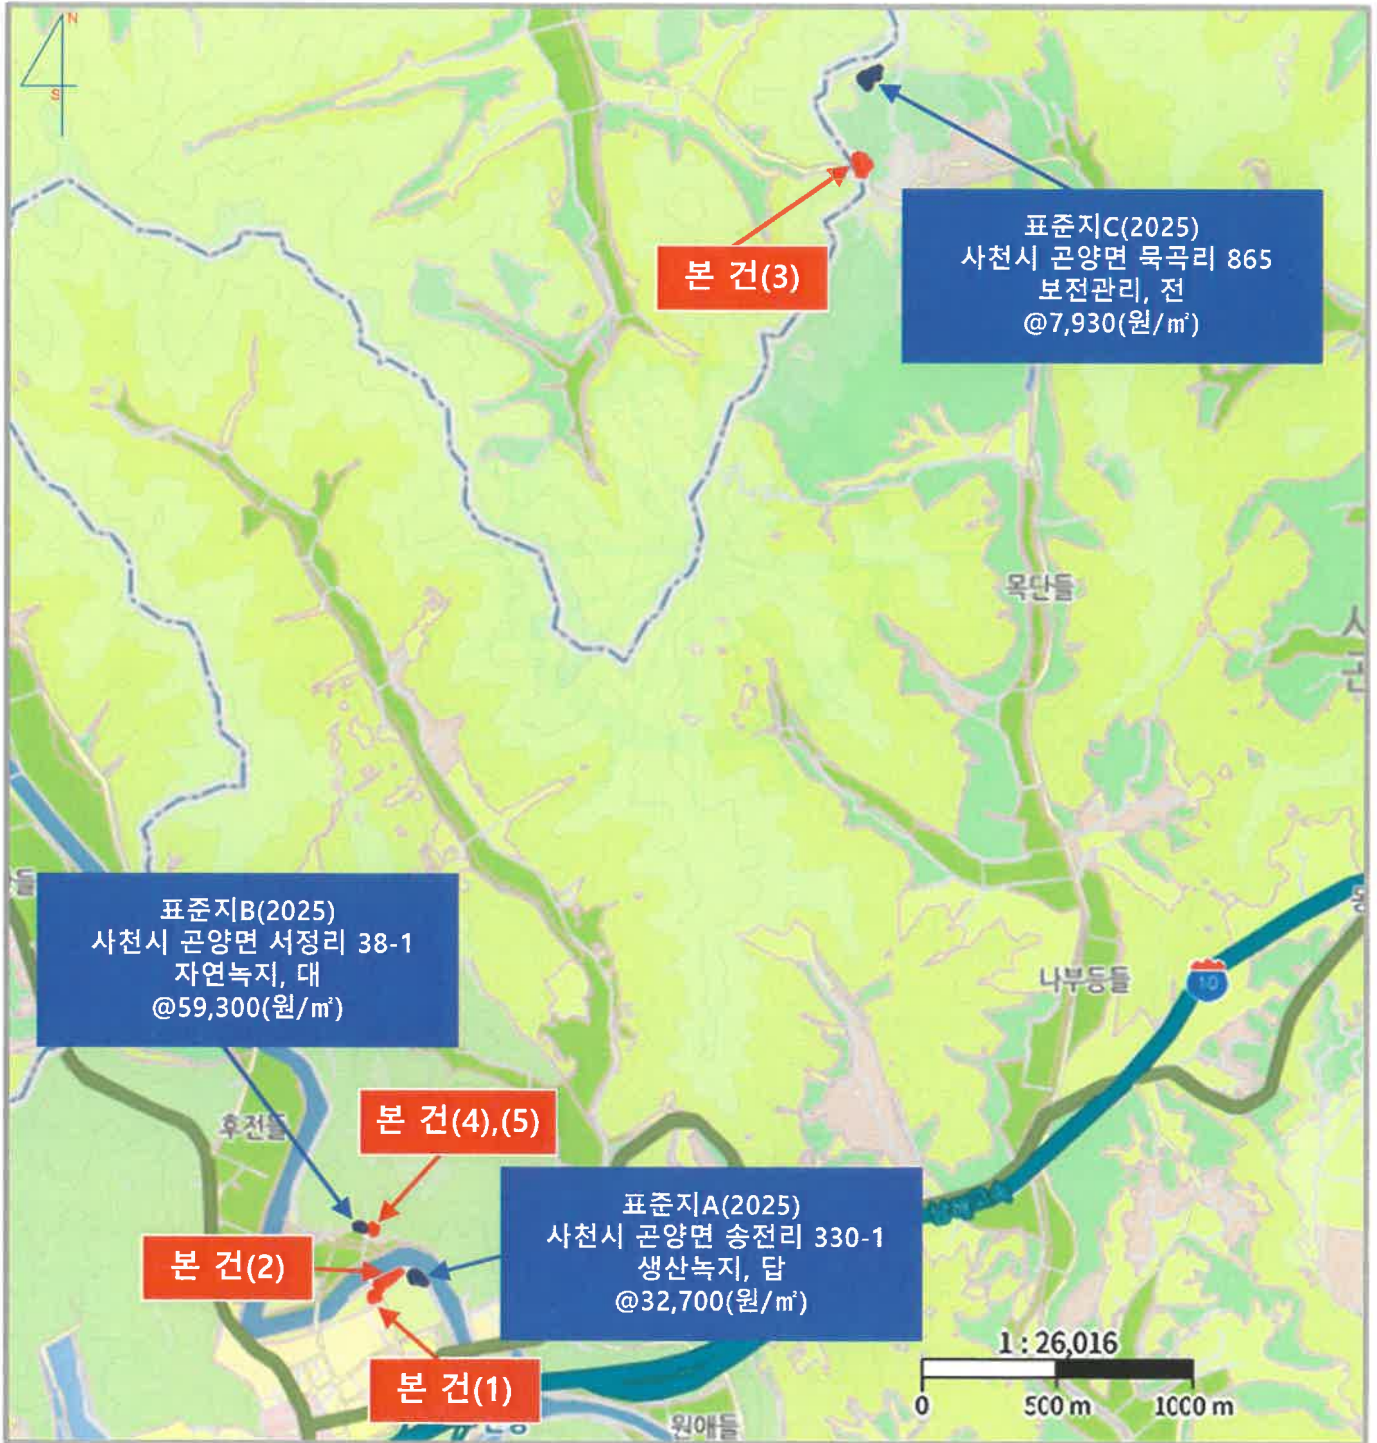 N
S
표준지C(2025)
사천시 곤양면 묵곡리 865
보전관리, 전
@7,930(원/㎡)
본 건(3)
목단들
표준지B(2025)
사천시 곤양면 서정리 38-1
자연녹지, 대
@59,300(원/㎡)
나부등들
10
후전들
본 건(4),(5)
표준지A(2025)
사천시 곤양면 송전리 330-1
생산녹지, 답
@32,700(원/㎡)
본 건(2)
본 건(1)
1 : 26,016
0
500 m
1000 m
원애들